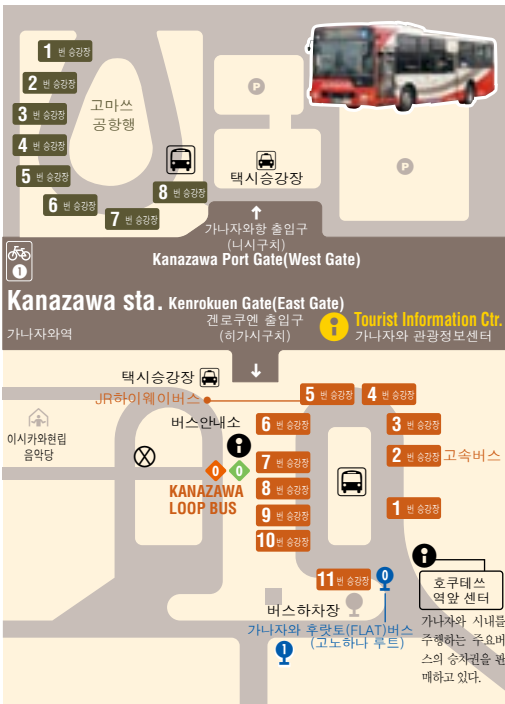 1 번 승강장
2 번 승강장
3 번 승강장
4 번 승강장
5 번 승강장
6 번 승강장
7 번 승강장
8 번 승강장
고마쓰
공항행
P
택시승강장
P
가나자와항 출입구
(니시구치)
Kanazawa Port Gate(West Gate)
1
Kanazawa sta. Kenrokuen Gate(East Gate)
가나자와역
겐로쿠엔 출입구
(히가시구치)
Tourist Information Ctr.
가나자와 관광정보센터
택시승강장
JR하이웨이버스
버스안내소
이시카와현립
음악당
0 0
KANAZAWA
LOOP BUS
5 번 승강장
4 번 승강장
6 번 승강장
3 번 승강장
7 번 승강장
2 번 승강장 고속버스
8 번 승강장
9 번 승강장
1 번 승강장
10 번 승강장
11 번 승강장
0
버스하차장
가나자와 후랏토(FLAT)버스
(고노하나 루트)
1
호쿠테쓰
역앞 센터
가나자와 시내를
주행하는 주요버
스의 승차권을 판
매하고 있다.